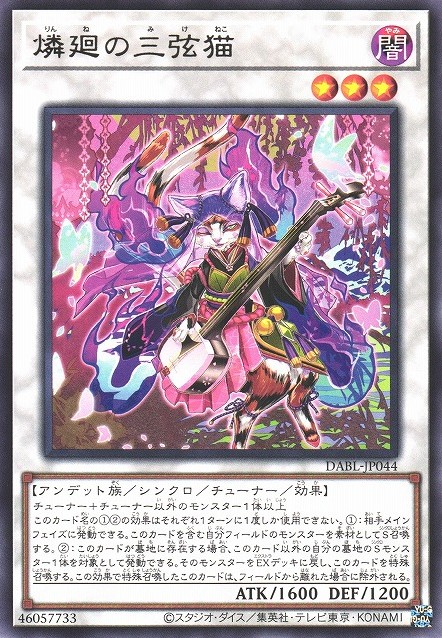 燐廻の三弦猫
りんね みけねこ
闇
やみ
DABL-JP044
【アンデット族／シンクロ／チューナー／効果】
チューナー＋チューナー以外のモンスター1体以上
このカード名の①②の効果はそれぞれ1ターンに1度しか使用できない。①：相手メイン
フェイズに発動できる。このカードを含む自分フィールドのモンスターを素材としてS召喚
する。②：このカードが墓地に存在する場合、このカード以外の自分の墓地のSモンス
ター1体を対象として発動できる。そのモンスターをEXデッキに戻し、このカードを特殊
召喚する。この効果で特殊召喚したこのカードは、フィールドから離れた場合に除外される。
ATK/1600 DEF/1200
46057733
©スタジオ・ダイス／集英社・テレビ東京・KONAMI